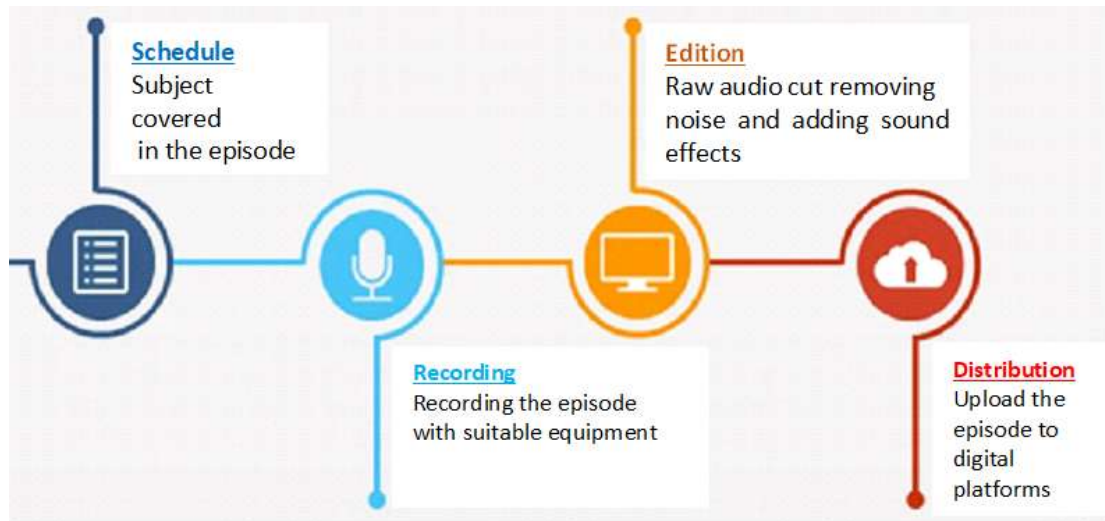 Schedule
Subject
covered
in the episode
Recording
Recording the episode
with suitable equipment
Edition
Raw audio cut removing
noise and adding sound
effects
Distribution
Upload the
episode to
digital
platforms